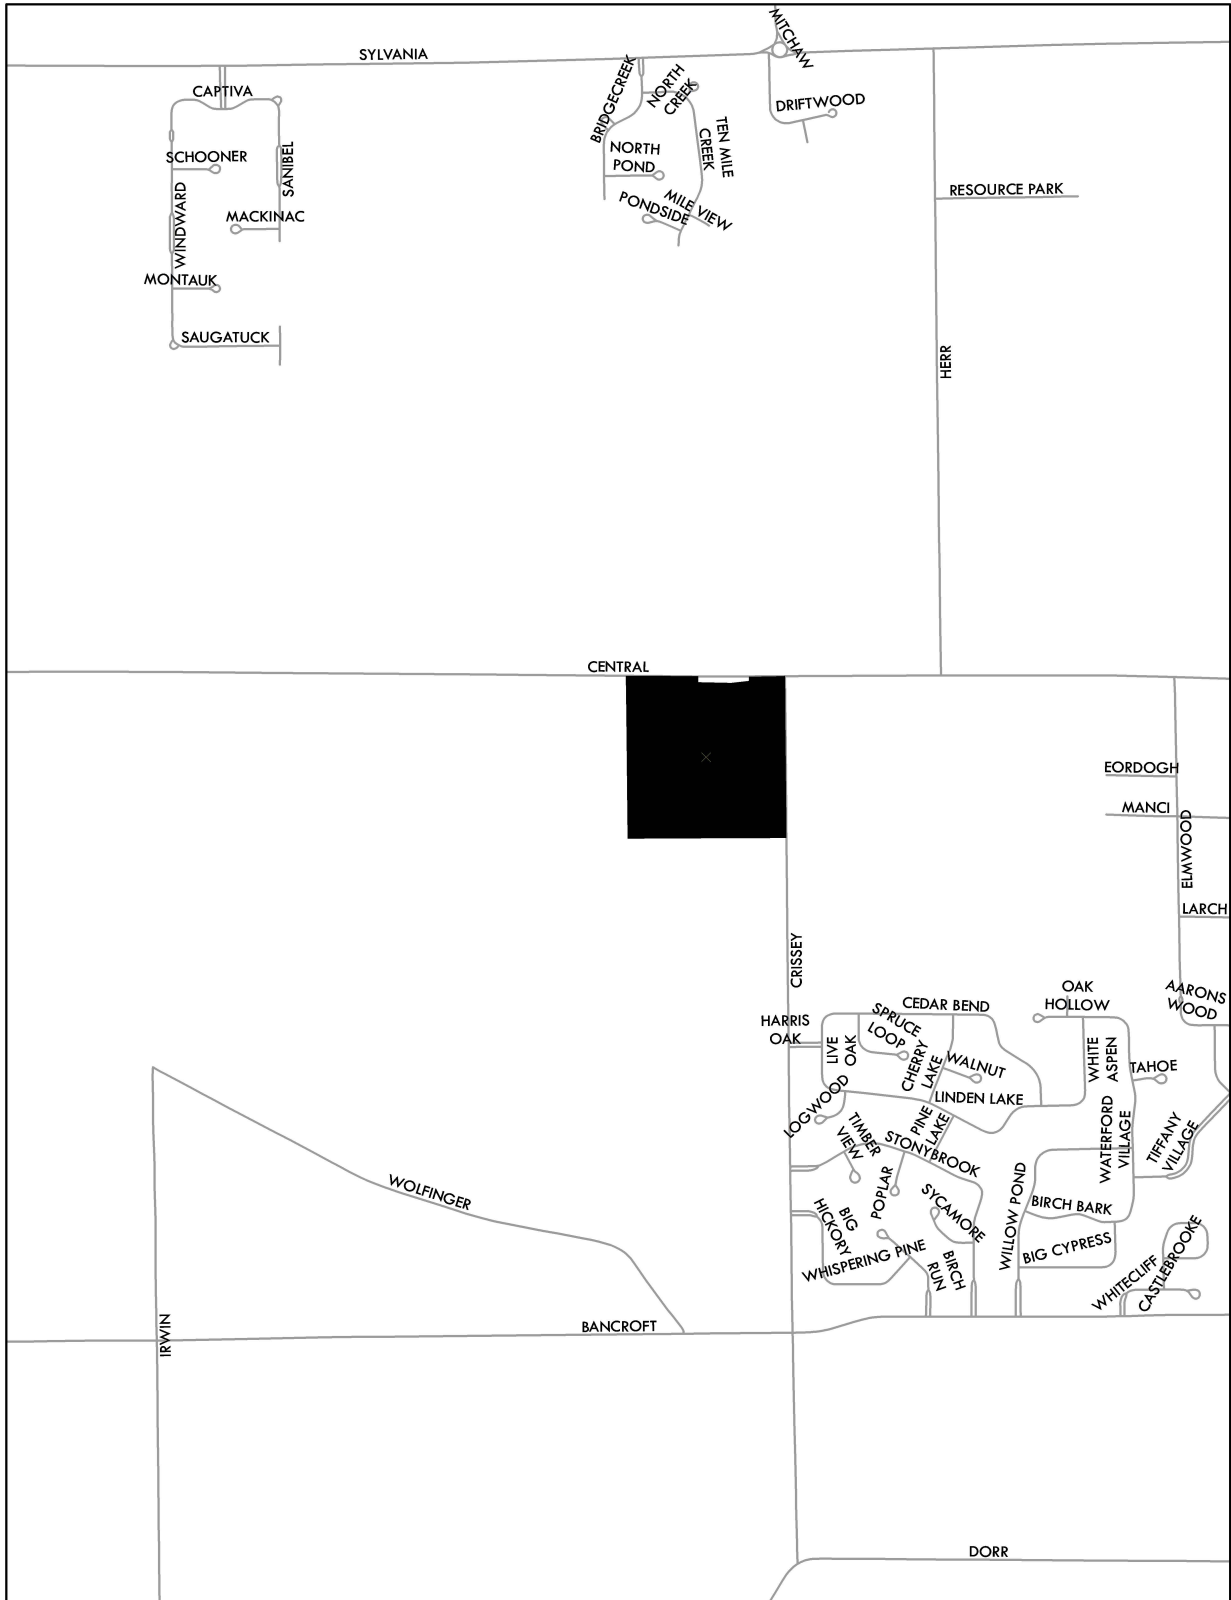 MITCHAW
SYLVANIA
CAPTIVA
BRIDGECREEK
NORTH
CREEK
DRIFTWOOD
TEN MILE
CREEK
SCHOONER
SANIBEL
NORTH
POND
RESOURCE PARK
WINDWARD
MACKINAC
PONDSIDE
MILE VIEW
MONTAUK
SAUGATUCK
HERR
CENTRAL
EORDOGH
MANCI
ELMWOOD
LARCH
CRISSEY
OAK
HOLLOW
AARONS
WOOD
CEDAR BEND
HARRIS
OAK
SPRUCE
LOOP
LIVE
OAK
CHERRY
LAKE
WALNUT
WHITE
ASPEN
TAHOE
LINDEN LAKE
LOGWOOD
PINE
LAKE
TIMBER
VIEW
STONYBROOK
WATERFORD
VILLAGE
TIFFANY
VILLAGE
POPLAR
WOLFINGER
SYCAMORE
WILLOW POND
BIRCH BARK
BIG
HICKORY
WHISPERING PINE
BIRCH
RUN
BIG CYPRESS
WHITECLIFF
CASTLEBROOKE
IRWIN
BANCROFT
DORR